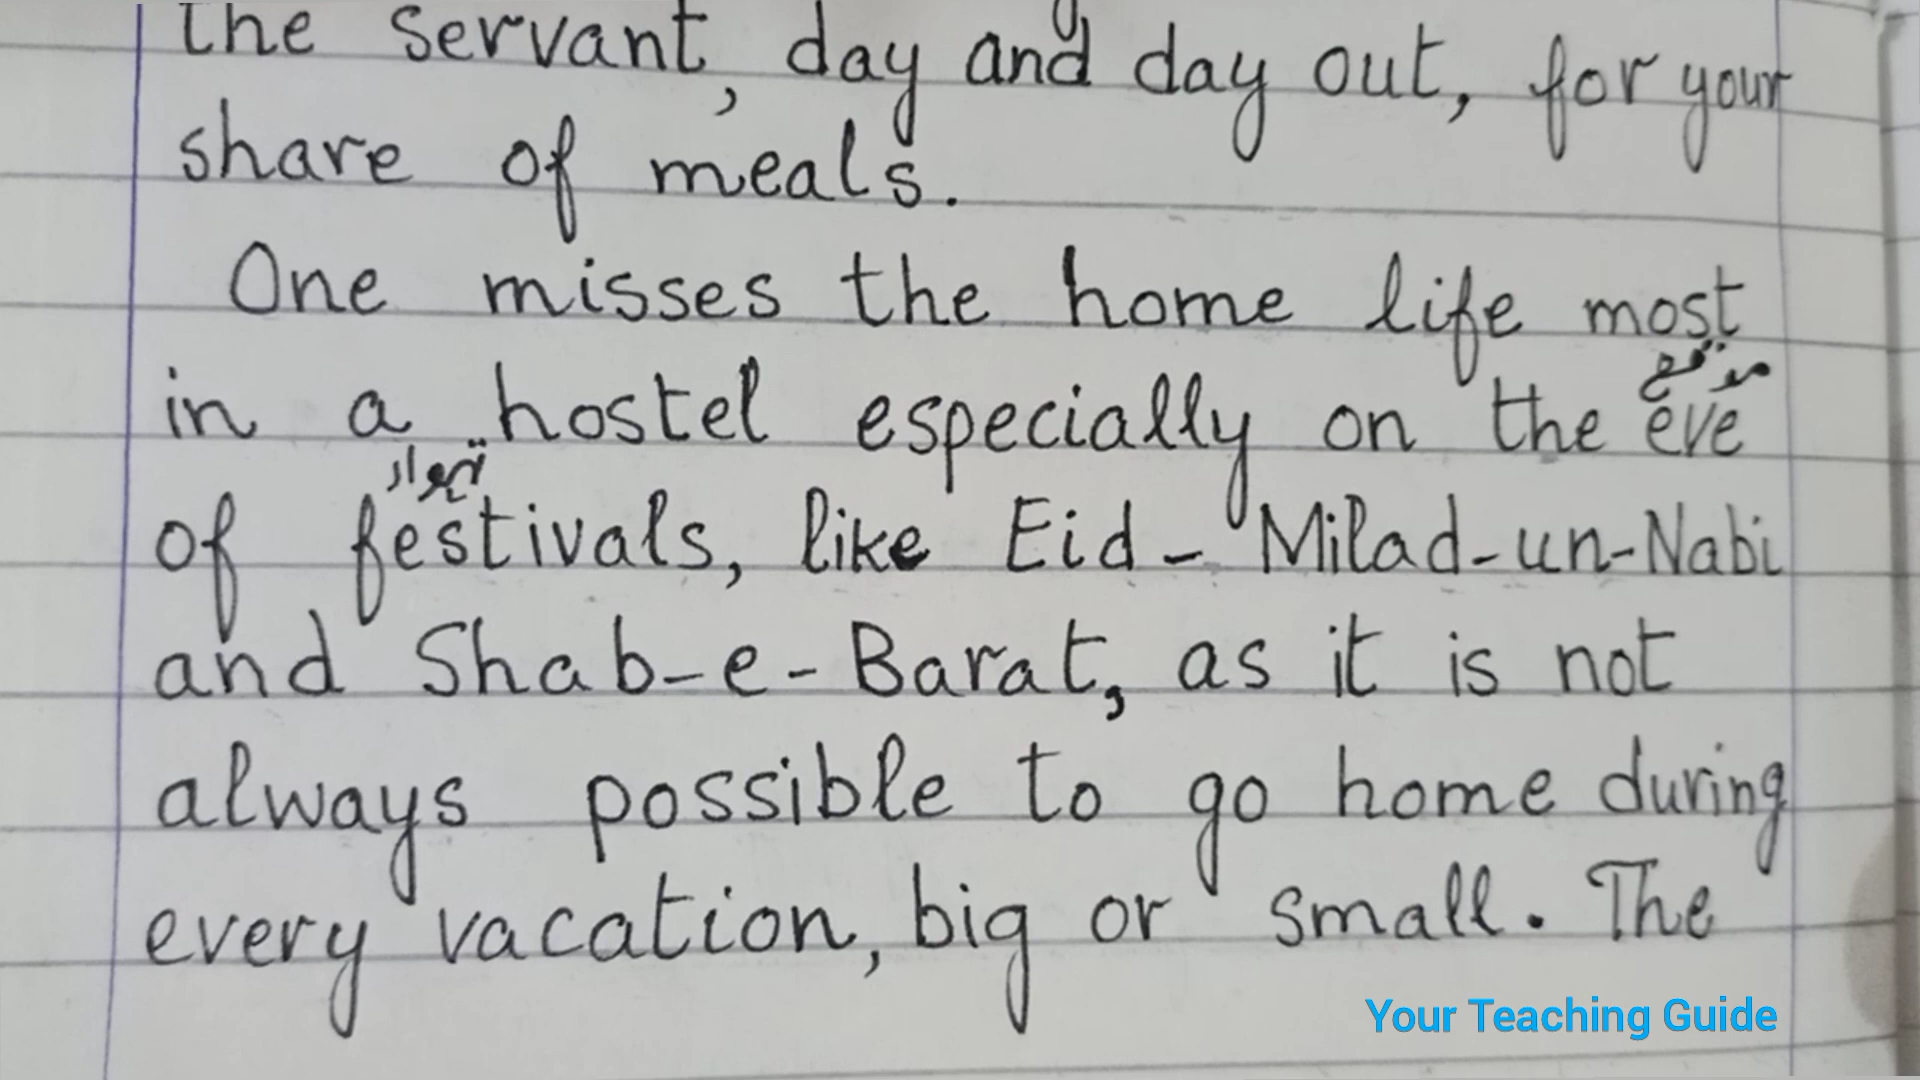 the servant, day and day out, for your
share of meals.
One misses the home life most
موقع
in a hostel especially on the eve
تہوار
of festivals, like Eid-Milad-un-Nabi
and Shab-e-Barat, as it is not
always possible to go home during
every vacation, big or small. The
Your Teaching Guide